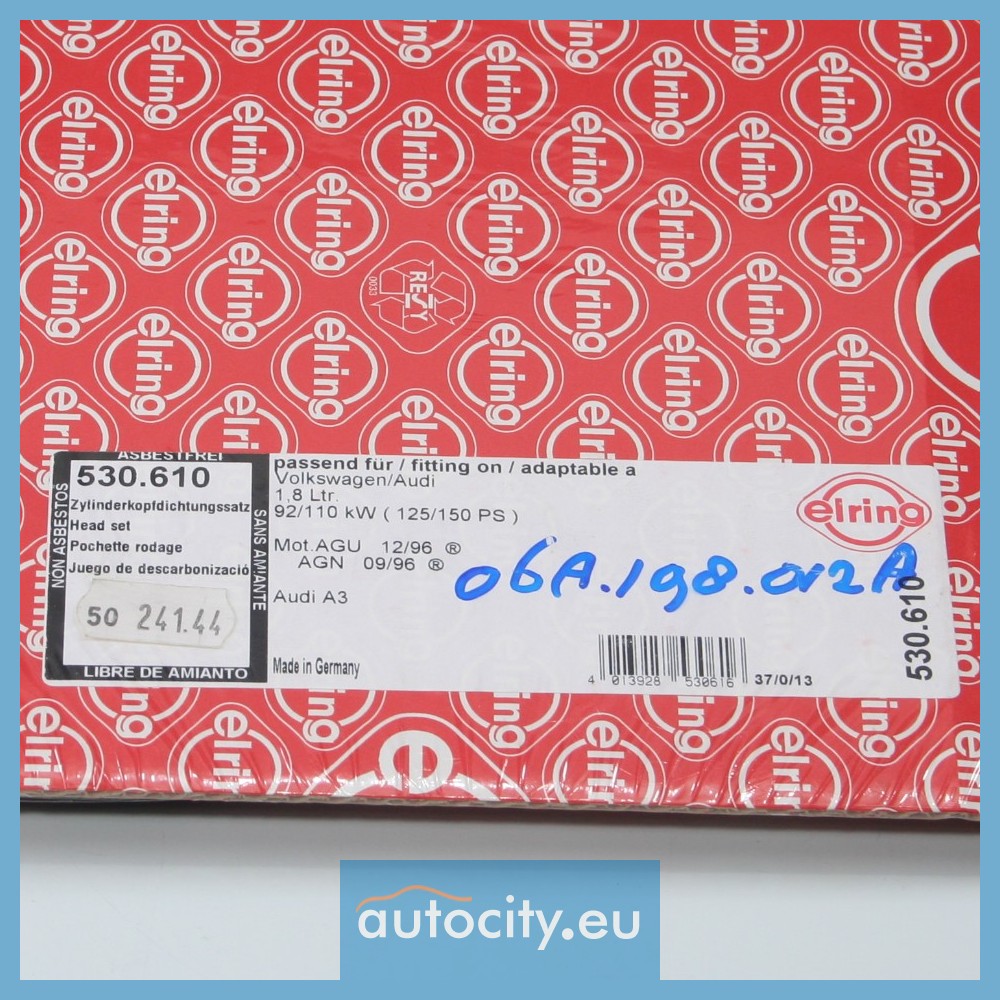 ASBESTFREI
530.610
Zylinderkopfdichtungssatz
Head set
Pochette rodage
Juego de descarbonizació
NON ASBESTOS
SANS AMIANTE
LIBRE DE AMIANTO
50 241.44
passend für / fitting on / adaptable a
Volkswagen/Audi
1,8 Ltr.
92/110 kW ( 125/150 PS )
Mot.AGU 12/96 ®
AGN 09/96 ®
Audi A3
Made in Germany
elring
06A.198.012A
530.610
4 013928 530616
37/0/13
RESY
0033
elring
autocity.eu